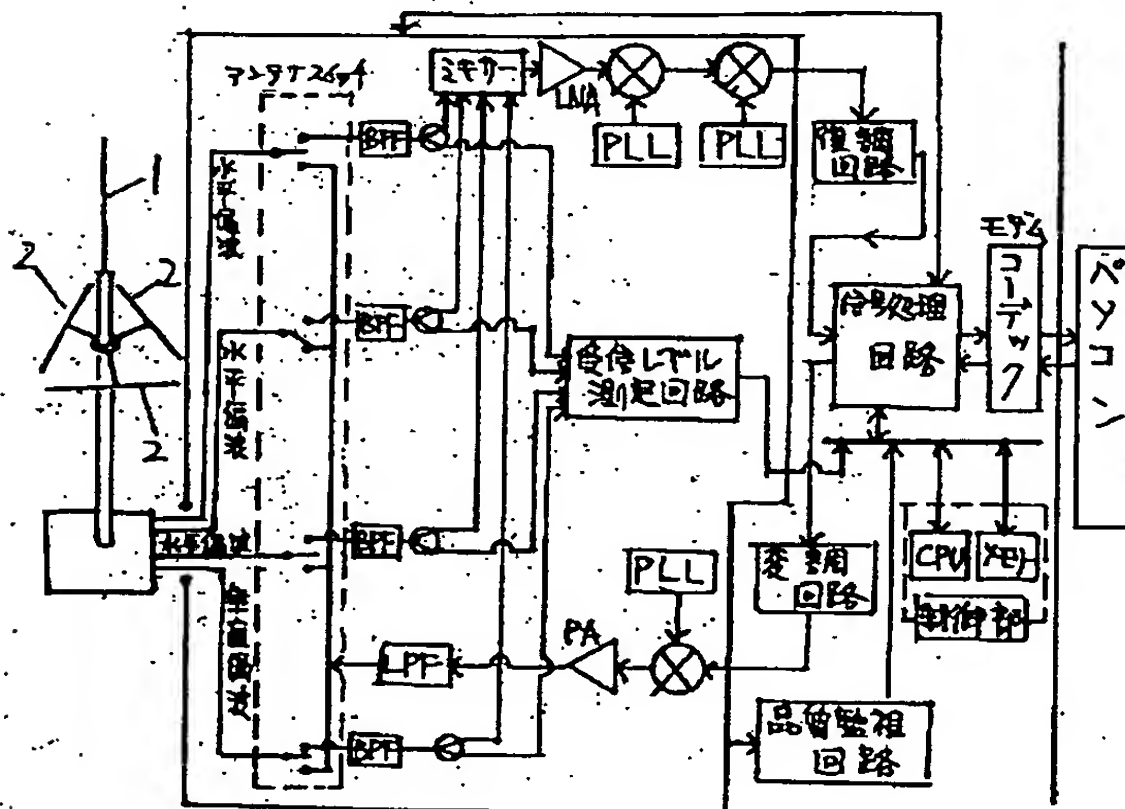 アンテナスイッチ
ミキサー
LNA
PLL
PLL
復調
回路
BPF
1
2
2
2
水平偏波
BPF
水平偏波
受信レベル
測定回路
信号処理
回路
モデム
コーデック
パソコン
水平偏波
BPF
PLL
変調
回路
CPU
メモリ
制御部
PA
LPF
垂直偏波
BPF
品質監視
回路